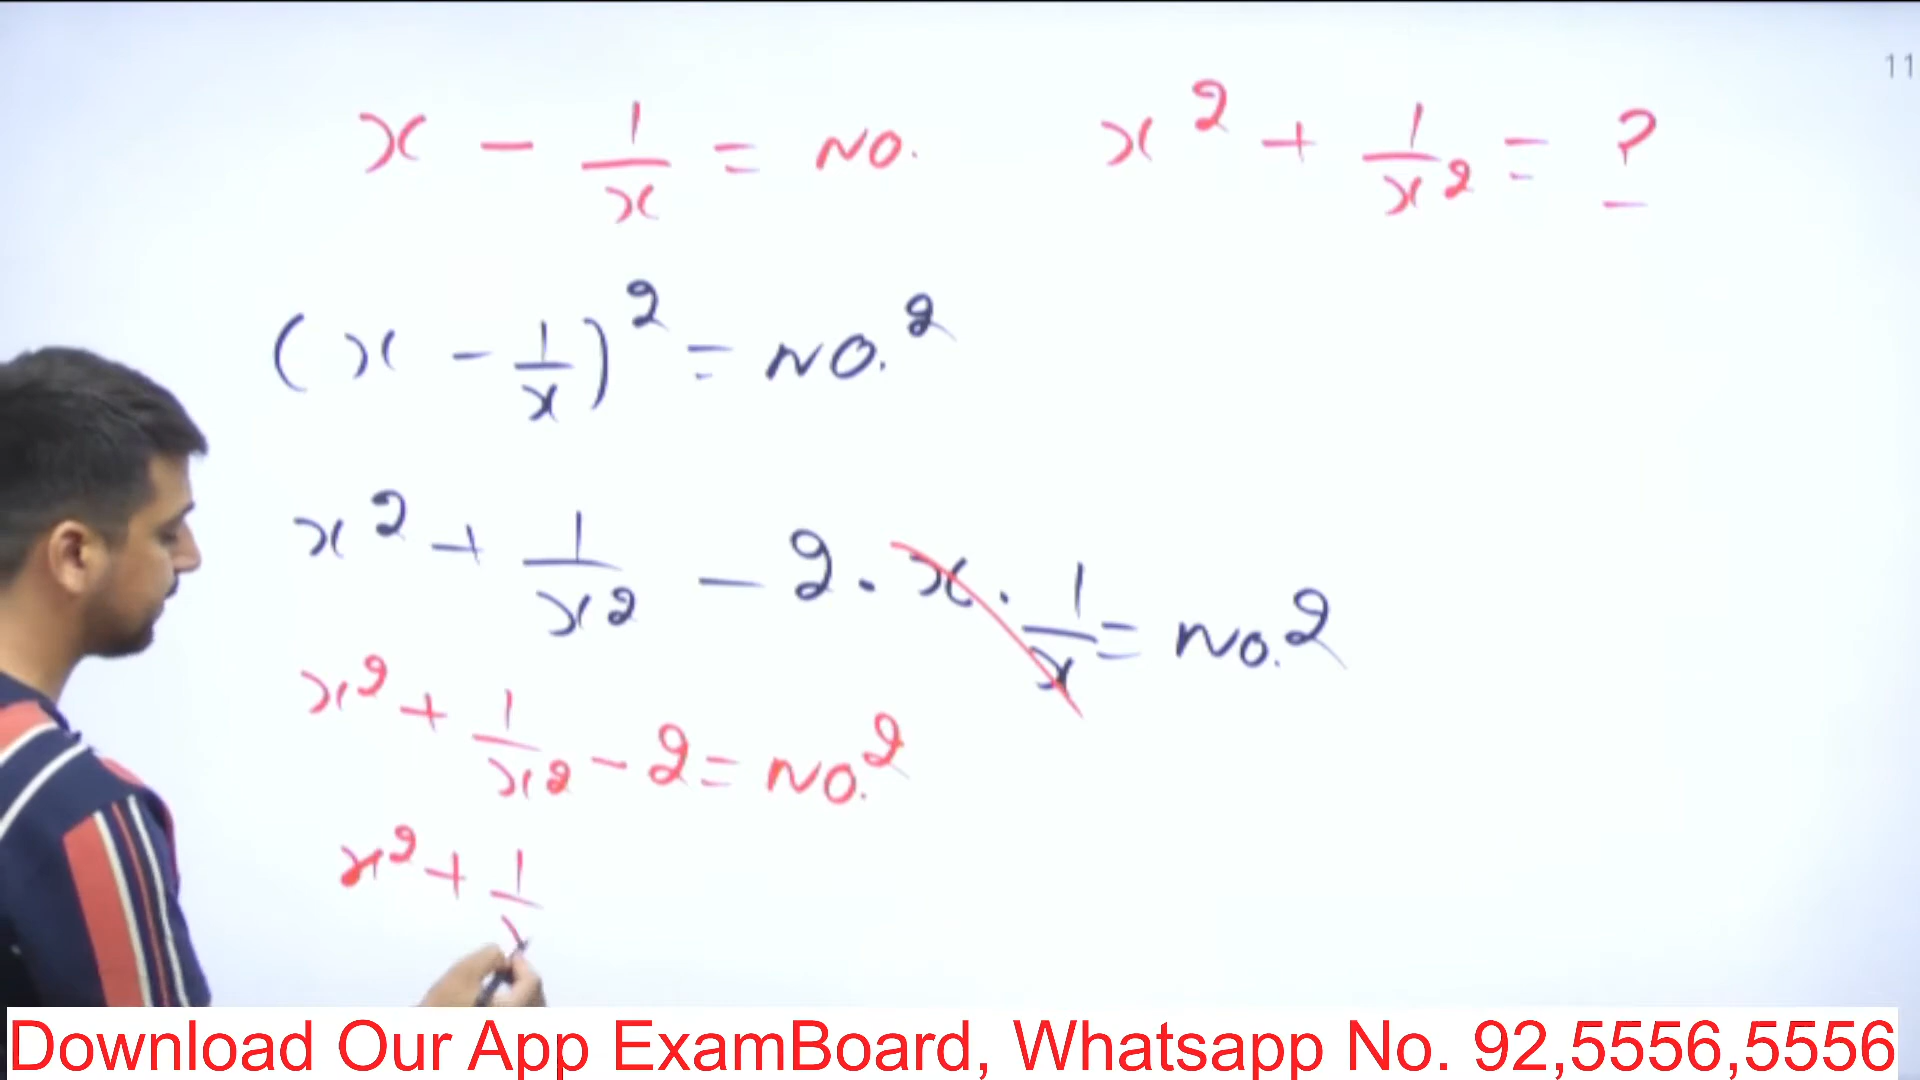 11
x - 1/x = NO. x² + 1/x² = ?
(x - 1/x)² = NO.²
x² + 1/x² - 2 . x . 1/x = NO.²
x² + 1/x² - 2 = NO.²
x² + 1/x
Download Our App ExamBoard, Whatsapp No. 92,5556,5556